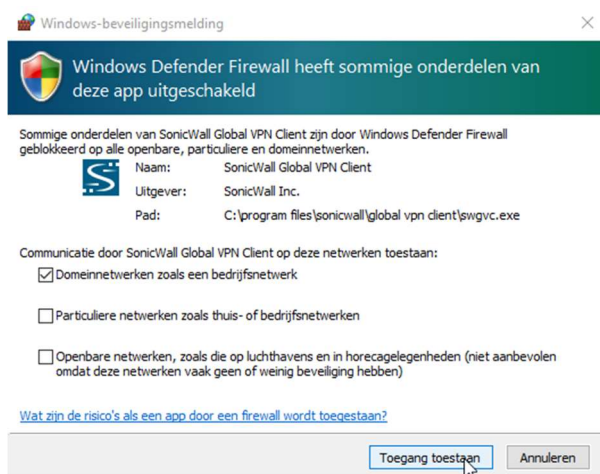 Windows-beveiligingsmelding
Windows Defender Firewall heeft sommige onderdelen van
deze app uitgeschakeld
Sommige onderdelen van SonicWall Global VPN Client zijn door Windows Defender Firewall
geblokkeerd op alle openbare, particuliere en domeinnetwerken.
Naam: SonicWall Global VPN Client
Uitgever: SonicWall Inc.
Pad: C:\program files\sonicwall\global vpn client\swgvc.exe
Communicatie door SonicWall Global VPN Client op deze netwerken toestaan:
Domeinnetwerken zoals een bedrijfsnetwerk
Particuliere netwerken zoals thuis- of bedrijfsnetwerken
Openbare netwerken, zoals die op luchthavens en in horecagelegenheden (niet aanbevolen
omdat deze netwerken vaak geen of weinig beveiliging hebben)
Wat zijn de risico's als een app door een firewall wordt toegestaan?
Toegang toestaan Annuleren